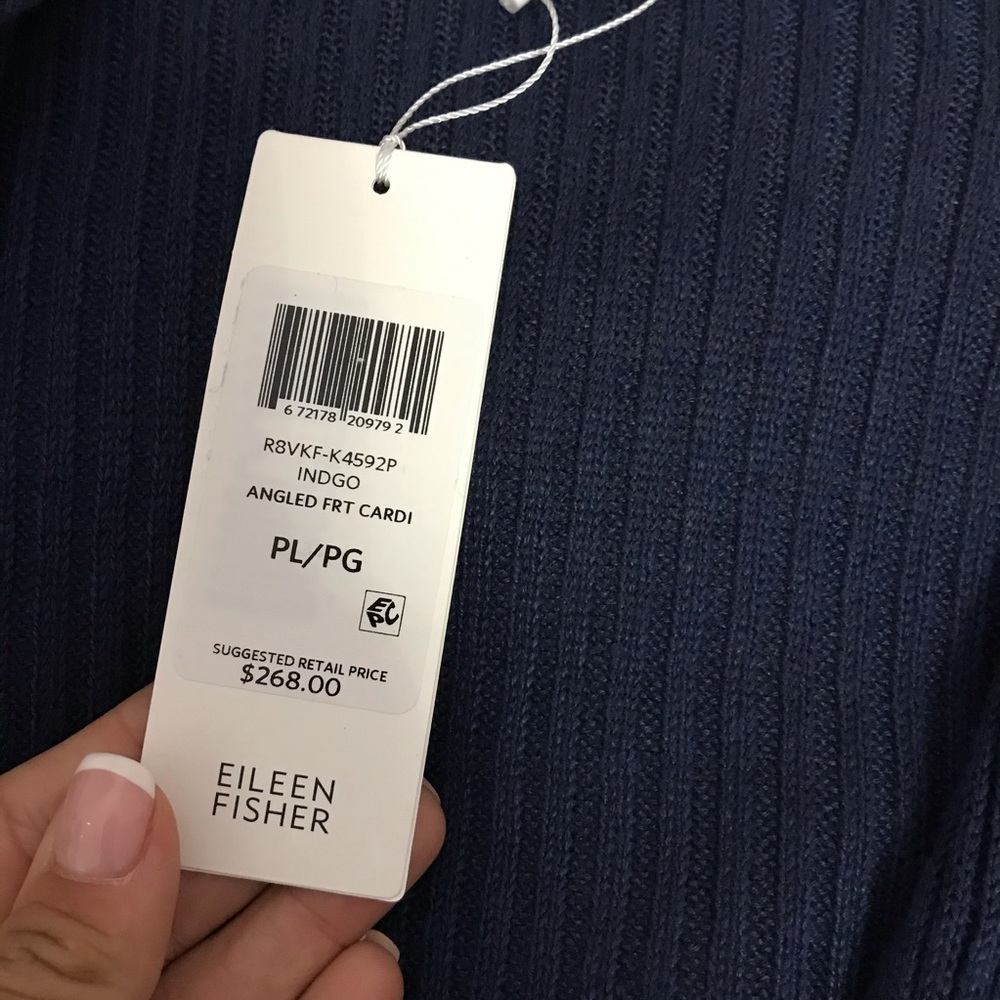 6 72178 20979 2
R8VKF-K4592P
INDGO
ANGLED FRT CARDI
PL/PG
EPC
SUGGESTED RETAIL PRICE
$268.00
EILEEN
FISHER